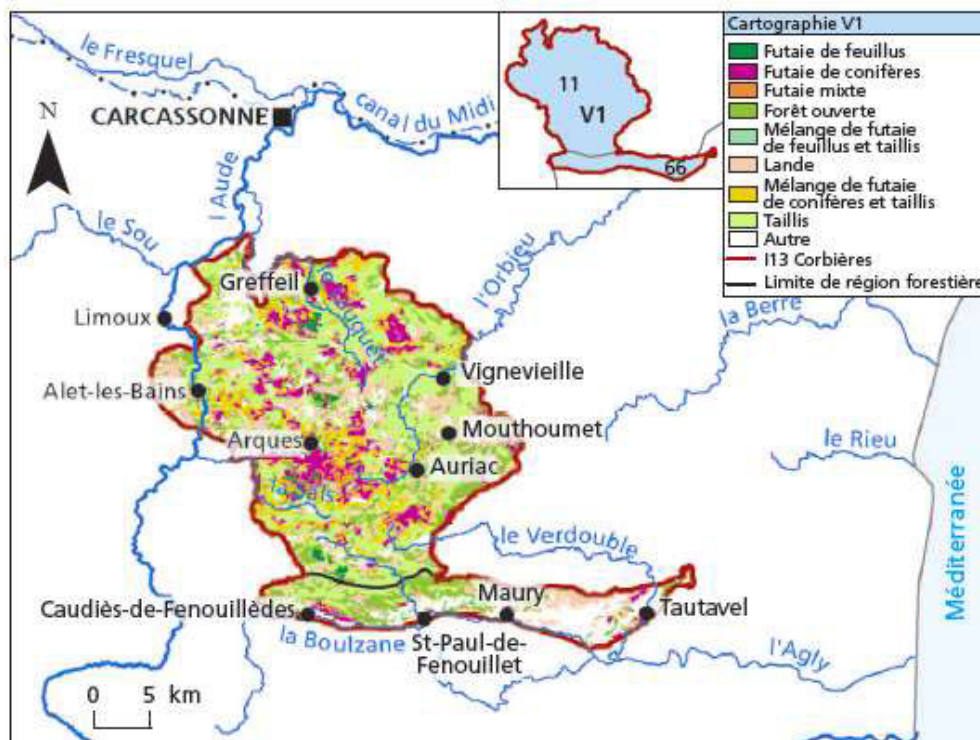 le Fresquel
CARCASSONNE
canal du Midi
N
l'Aude
le Sou
Greffeil
le Lauquet
l'Orbieu
Limoux
la Berre
Alet-les-Bains
Vignevieille
Mouthoumet
Arques
le Rieu
Auriac
la Sals
le Verdouble
Méditerranée
Caudiès-de-Fenouillèdes
Maury
Tautavel
la Boulzane
St-Paul-de-
Fenouillet
l'Agly
0 5 km
11
V1
66
Cartographie V1
Futaie de feuillus
Futaie de conifères
Futaie mixte
Forêt ouverte
Mélange de futaie
de feuillus et taillis
Lande
Mélange de futaie
de conifères et taillis
Taillis
Autre
I13 Corbières
Limite de région forestière